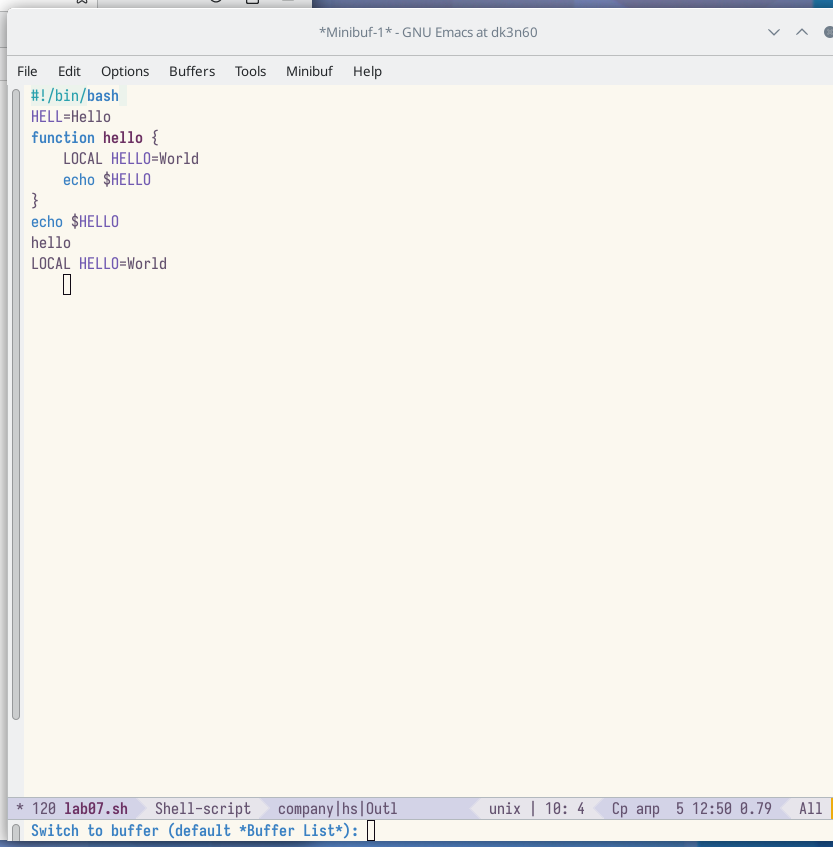 *Minibuf-1* - GNU Emacs at dk3n60
File Edit Options Buffers Tools Minibuf Help
#!/bin/bash
HELL=Hello
function hello {
    LOCAL HELLO=World
    echo $HELLO
}
echo $HELLO
hello
LOCAL HELLO=World
* 120 lab07.sh Shell-script company|hs|Outl unix | 10: 4 Ср апр 5 12:50 0.79 All
Switch to buffer (default *Buffer List*):